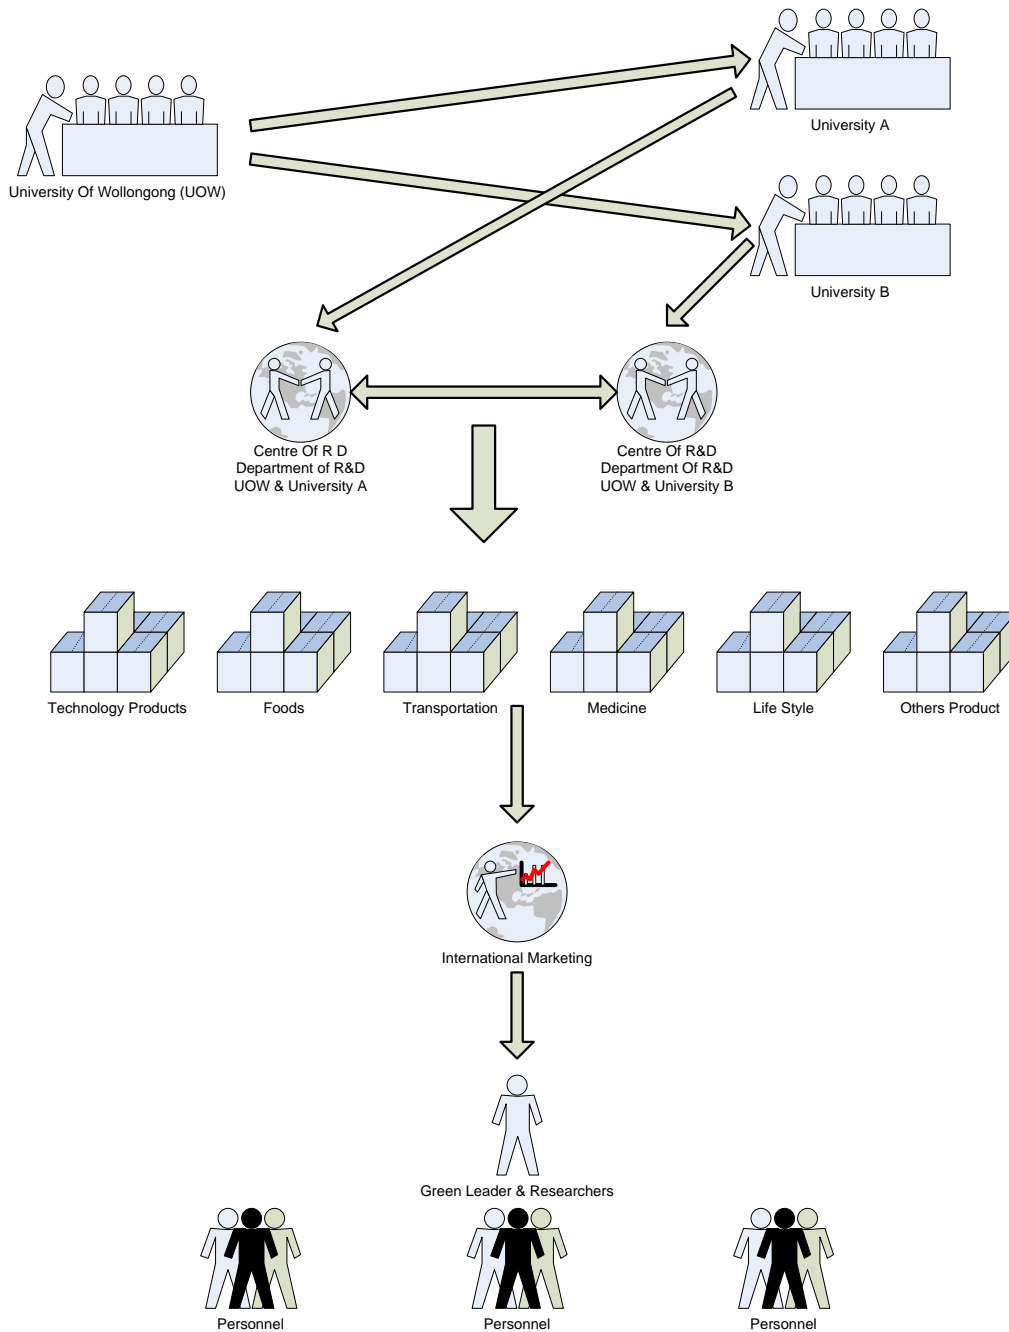 University A
University Of Wollongong (UOW)
University B
Centre Of R D
Department of R&D
UOW & University A
Centre Of R&D
Department Of R&D
UOW & University B
Technology Products
Foods
Transportation
Medicine
Life Style
Others Product
International Marketing
Green Leader & Researchers
Personnel
Personnel
Personnel